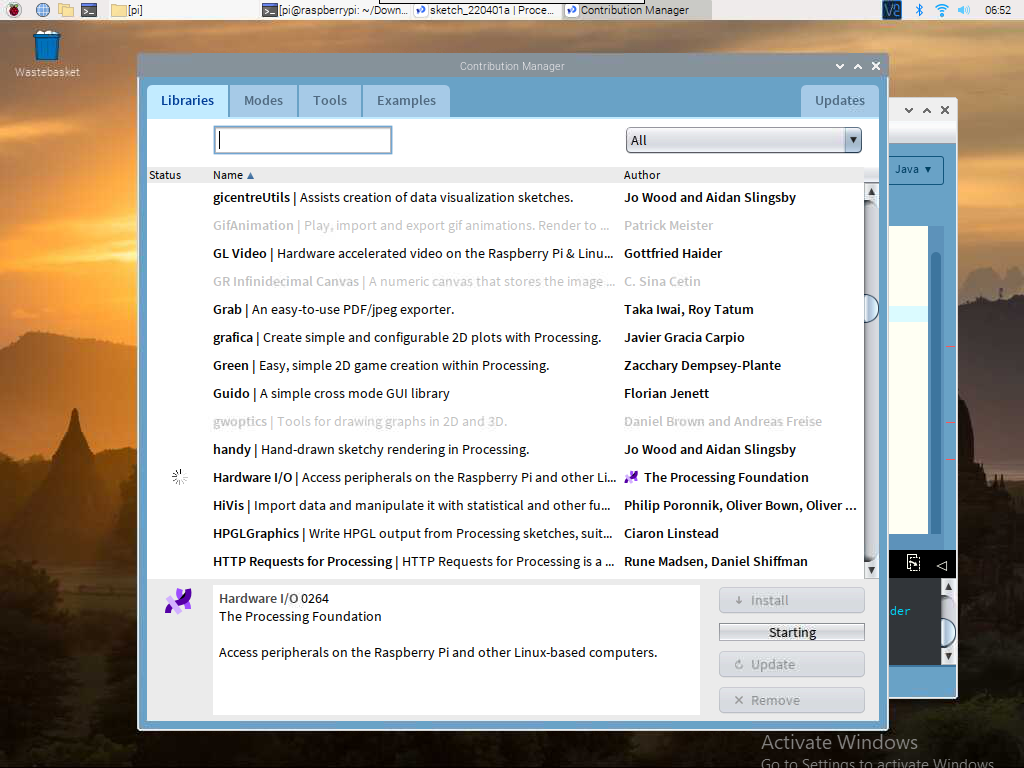 [pi]
[pi@raspberrypi: ~/Down...
sketch_220401a | Proce...
Contribution Manager
V2
06:52
Wastebasket
Contribution Manager
Libraries
Modes
Tools
Examples
Updates
All
Java
Status
Name
Author
gicentreUtils | Assists creation of data visualization sketches.
Jo Wood and Aidan Slingsby
GifAnimation | Play, import and export gif animations. Render to ...
Patrick Meister
GL Video | Hardware accelerated video on the Raspberry Pi & Linu...
Gottfried Haider
GR Infinidecimal Canvas | A numeric canvas that stores the image ...
C. Sina Cetin
Grab | An easy-to-use PDF/jpeg exporter.
Taka Iwai, Roy Tatum
grafica | Create simple and configurable 2D plots with Processing.
Javier Gracia Carpio
Green | Easy, simple 2D game creation within Processing.
Zacchary Dempsey-Plante
Guido | A simple cross mode GUI library
Florian Jenett
gwoptics | Tools for drawing graphs in 2D and 3D.
Daniel Brown and Andreas Freise
handy | Hand-drawn sketchy rendering in Processing.
Jo Wood and Aidan Slingsby
Hardware I/O | Access peripherals on the Raspberry Pi and other Li...
The Processing Foundation
HiVis | Import data and manipulate it with statistical and other fu...
Philip Poronnik, Oliver Bown, Oliver ...
HPGLGraphics | Write HPGL output from Processing sketches, suit...
Ciaron Linstead
HTTP Requests for Processing | HTTP Requests for Processing is a ...
Rune Madsen, Daniel Shiffman
Hardware I/O 0264
The Processing Foundation
Access peripherals on the Raspberry Pi and other Linux-based computers.
Install
Starting
Update
Remove
der
Activate Windows
Go to Settings to activate Windows.